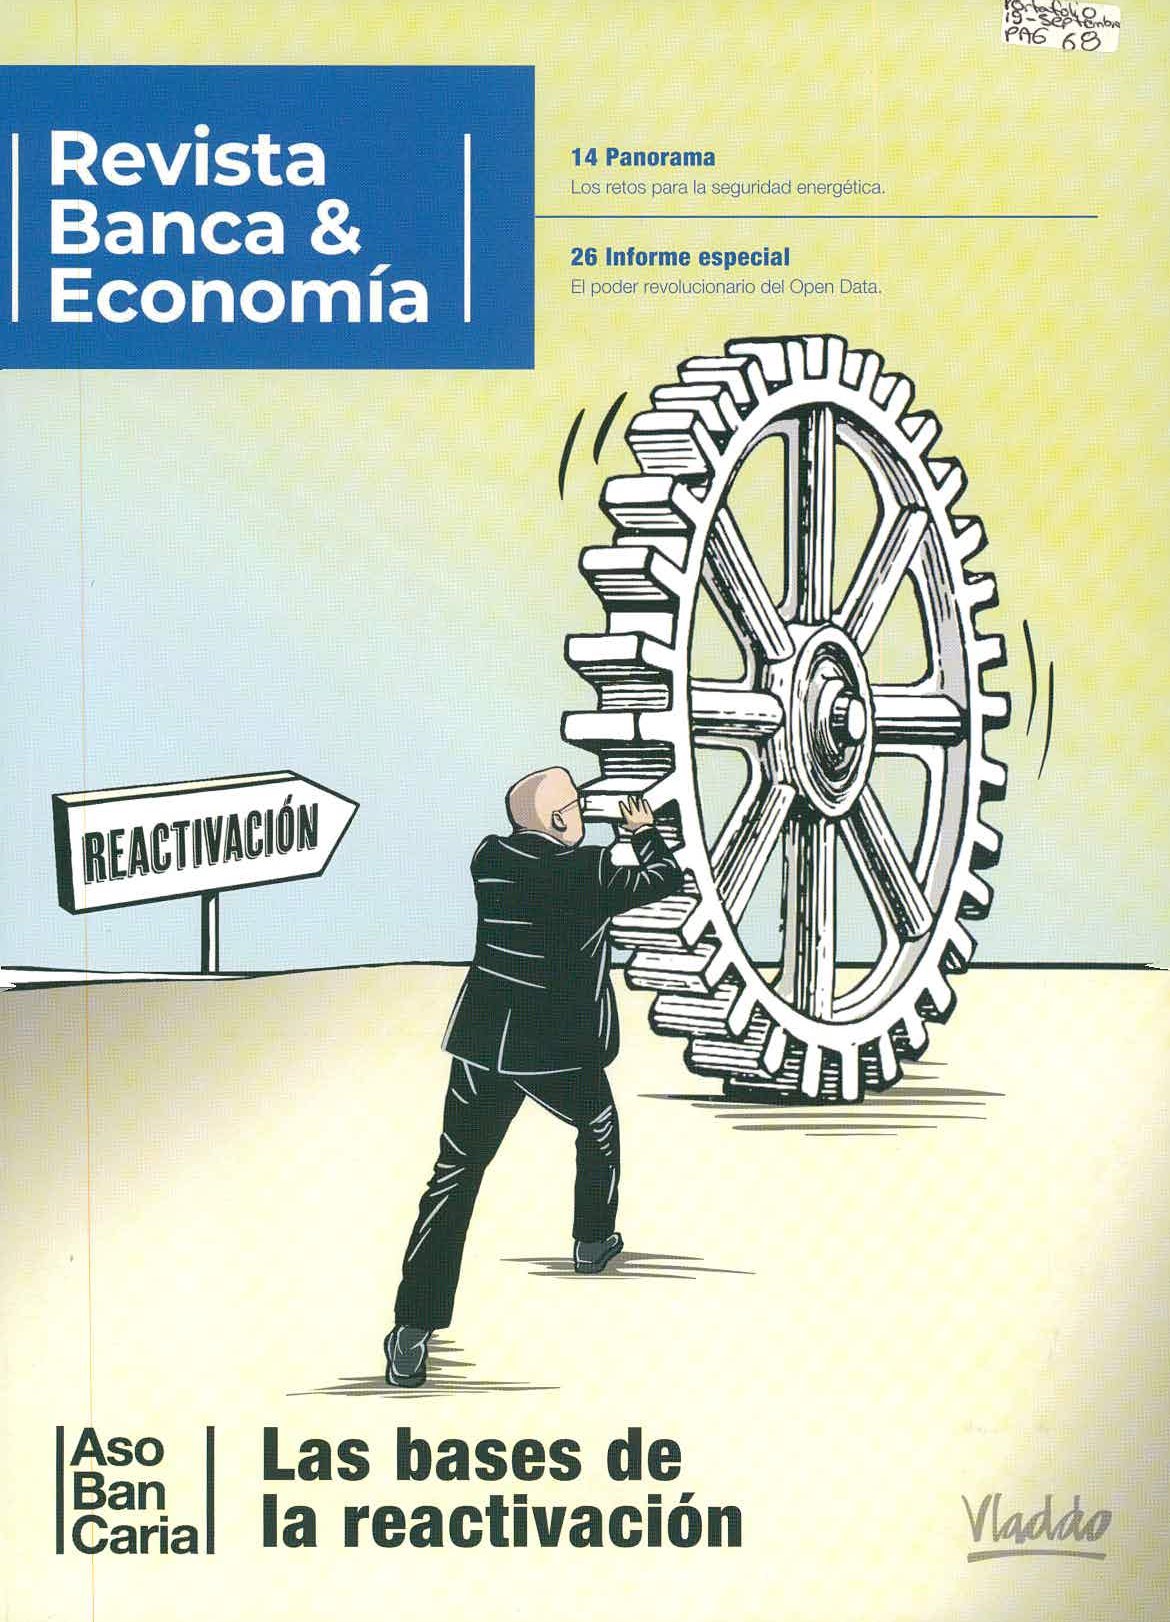 Portafolio
19-Septiembre
PAG 68
Revista
Banca &
Economía
14 Panorama
Los retos para la seguridad energética.
26 Informe especial
El poder revolucionario del Open Data.
REACTIVACIÓN
Aso
Ban
Caria
Las bases de
la reactivación
Vladdo